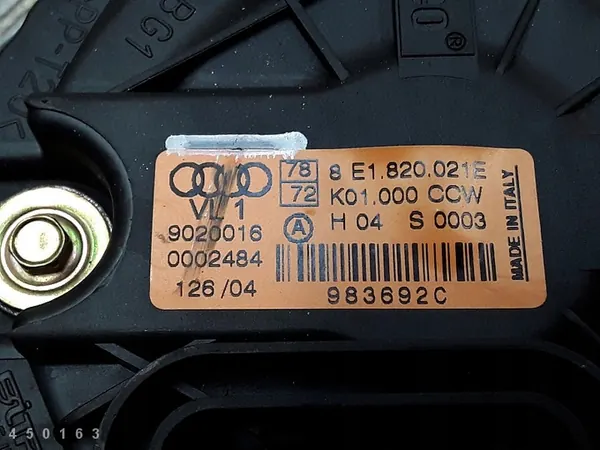 BG1
®
78
72
8 E1.820.021E
K01.000 CCW
VL 1
9020016
A
H 04 S 0003
0002484
126/04
983692C
MADE IN ITALY
450163